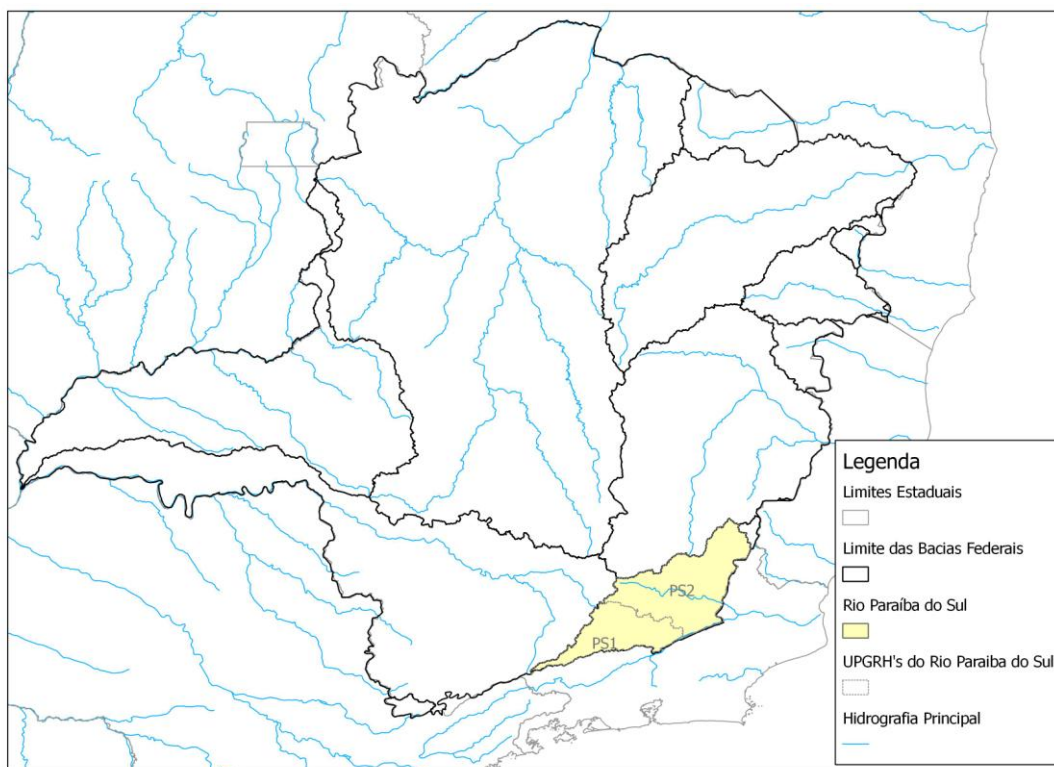 PS2
PS1
Legenda
Limites Estaduais
Limite das Bacias Federais
Rio Paraíba do Sul
UPGRH's do Rio Paraiba do Sul
Hidrografia Principal